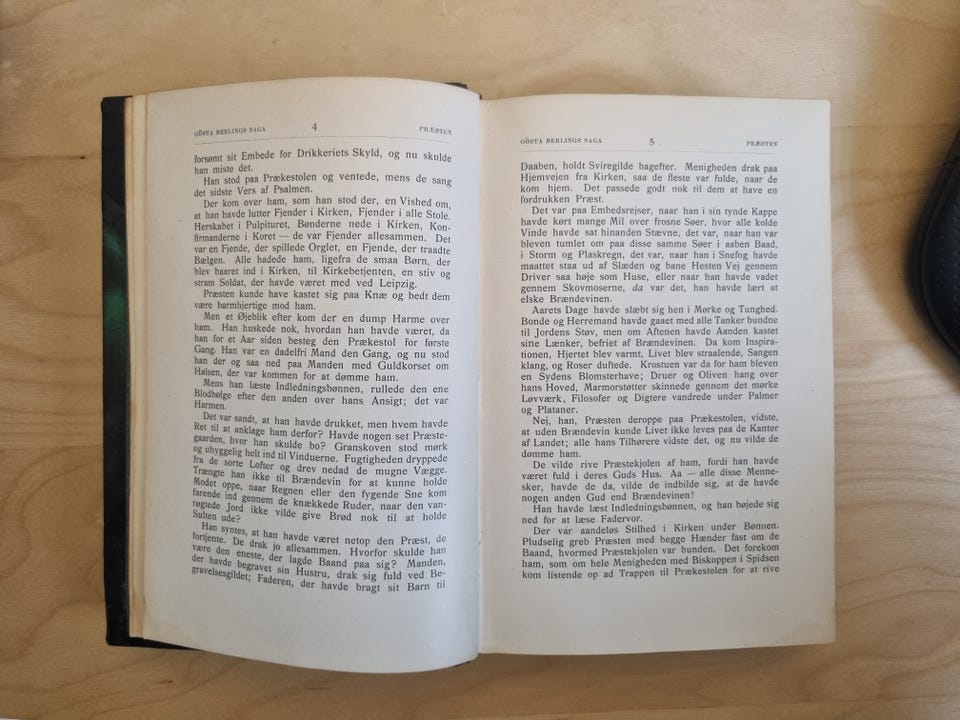 GÖSTA BERLINGS SAGA 4 PRÆSTEN
forsømt sit Embede for Drikkeriets Skyld, og nu skulde
han miste det.
Han stod paa Prækestolen og ventede, mens de sang
det sidste Vers af Psalmen.
Der kom over ham, som han stod der, en Vished om,
at han havde lutter Fjender i Kirken, Fjender i alle Stole.
Herskabet i Pulpituret, Bønderne nede i Kirken, Kon-
firmanderne i Koret — de var Fjender allesammen. Det
var en Fjende, der spillede Orglet, en Fjende, der traadte
Bælgen. Alle hadede ham, ligefra de smaa Børn, der
blev baaret ind i Kirken, til Kirkebetjenten, en stiv og
stram Soldat, der havde været med ved Leipzig.
Præsten kunde have kastet sig paa Knæ og bedt dem
være barmhjertige mod ham.
Men et Øjeblik efter kom der en dump Harme over
ham. Han huskede nok, hvordan han havde været, da
han for et Aar siden besteg den Prækestol for første
Gang. Han var en dadelfri Mand den Gang, og nu stod
han der og saa ned paa Manden med Guldkorset om
Halsen, der var kommen for at dømme ham.
Mens han læste Indledningsbønnen, rullede den ene
Blodbølge efter den anden over hans Ansigt; det var
Harmen.
Det var sandt, at han havde drukket, men hvem havde
Ret til at anklage ham derfor? Havde nogen set Præste-
gaarden, hvor han skulde bo? Granskoven stod mørk
og uhyggelig helt ind til Vinduerne. Fugtigheden dryppede
fra de sorte Lofter og drev nedad de mugne Vægge.
Trængte han ikke til Brændevin for at kunne holde
Modet oppe, naar Regnen eller den fygende Sne kom
farende ind gennem de knækkede Ruder, naar den van-
røgtede Jord ikke vilde give Brød nok til at holde
Sulten ude?
Han syntes, at han havde været netop den Præst, de
fortjente. De drak jo allesammen. Hvorfor skulde han
være den eneste, der lagde Baand paa sig? Manden,
der havde begravet sin Hustru, drak sig fuld ved Be-
gravelsesgildet; Faderen, der havde bragt sit Barn til
GÖSTA BERLINGS SAGA 5 PRÆSTEN
Daaben, holdt Sviregilde bagefter. Menigheden drak paa
Hjemvejen fra Kirken, saa de fleste var fulde, naar de
kom hjem. Det passede godt nok til dem at have en
fordrukken Præst.
Det var paa Embedsrejser, naar han i sin tynde Kappe
havde kørt mange Mil over frosne Søer, hvor alle kolde
Vinde havde sat hinanden Stævne, det var, naar han var
bleven tumlet om paa disse samme Søer i aaben Baad,
i Storm og Plaskregn, det var, naar han i Snefog havde
maattet staa ud af Slæden og bane Hesten Vej gennem
Driver saa høje som Huse, eller naar han havde vadet
gennem Skovmoserne, da var det, han havde lært at
elske Brændevinen.
Aarets Dage havde slæbt sig hen i Mørke og Tunghed.
Bonde og Herremand havde gaaet med alle Tanker bundne
til Jordens Støv, men om Aftenen havde Aanden kastet
sine Lænker, befriet af Brændevinen. Da kom Inspira-
tionen, Hjertet blev varmt, Livet blev straalende, Sangen
klang, og Roser duftede. Krostuen var da for ham bleven
en Sydens Blomsterhave; Druer og Oliven hang over
hans Hoved, Marmorstøtter skinnede gennem det mørke
Løvværk, Filosofer og Digtere vandrede under Palmer
og Plataner.
Nej, han, Præsten deroppe paa Prækestolen, vidste,
at uden Brændevin kunde Livet ikke leves paa de Kanter
af Landet; alle hans Tilhørere vidste det, og nu vilde de
dømme ham.
De vilde rive Præstekjolen af ham, fordi han havde
været fuld i deres Guds Hus. Aa — alle disse Menne-
sker, havde de da, vilde de indbilde sig, at de havde
nogen anden Gud end Brændevinen!
Han havde læst Indledningsbønnen, og han bøjede sig
ned for at læse Fadervor.
Der var aandeløs Stilhed i Kirken under Bønnen.
Pludselig greb Præsten med begge Hænder fast om de
Baand, hvormed Præstekjolen var bunden. Det forekom
ham, som om hele Menigheden med Biskoppen i Spidsen
kom listende op ad Trappen til Prækestolen for at rive